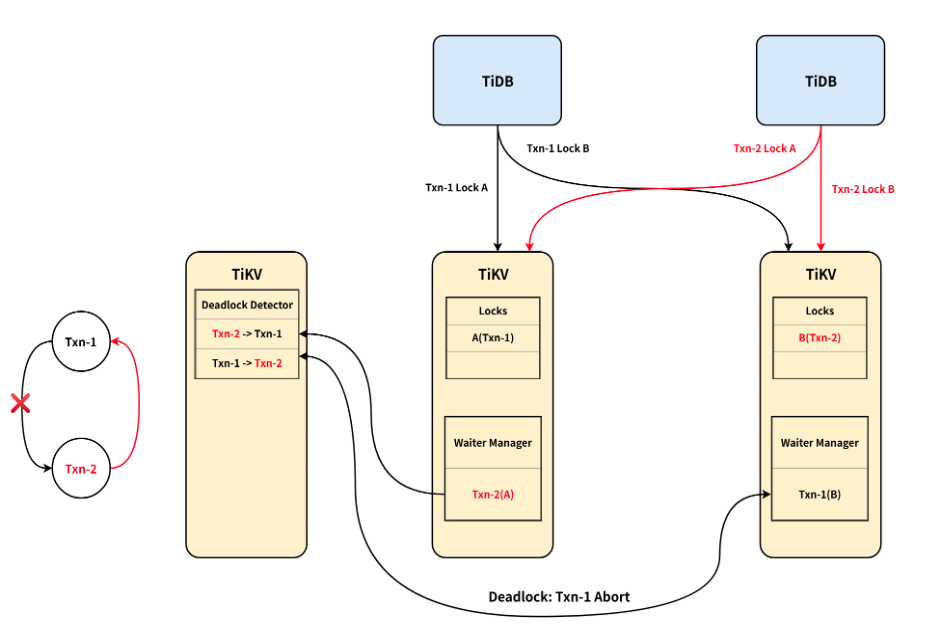 TiDB
TiDB
Txn-1 Lock B
Txn-2 Lock A
Txn-1 Lock A
Txn-2 Lock B
TiKV
Deadlock Detector
Txn-2 -> Txn-1
Txn-1 -> Txn-2
TiKV
Locks
A(Txn-1)
Waiter Manager
Txn-2(A)
TiKV
Locks
B(Txn-2)
Waiter Manager
Txn-1(B)
Txn-1
Txn-2
Deadlock: Txn-1 Abort